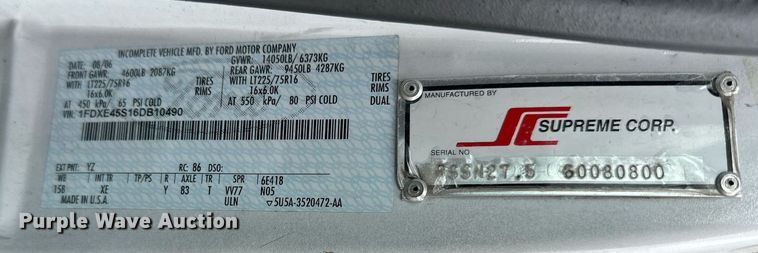 INCOMPLETE VEHICLE MFD. BY FORD MOTOR COMPANY
DATE: 08/06 GVWR: 14050LB/ 6373KG
FRONT GAWR: 4600LB 2087KG REAR GAWR: 9450LB 4287KG
WITH LT225/75R16 TIRES WITH LT225/75R16 TIRES
16x6.0K RIMS 16x6.0K RIMS
AT 450 kPa/ 65 PSI COLD AT 550 kPa/ 80 PSI COLD DUAL
VIN: 1FDXE45S16DB10490
EXT PNT: YZ RC: 86 DSO:
WB INT TR TP/PS R AXLE TR SPR 6E41B
158 XE Y 83 T VV77 N05
MADE IN U.S.A. ULN ▽5U5A-3520472-AA
MANUFACTURED BY
SC SUPREME CORP.
SERIAL NO
60080800
Purple Wave Auction